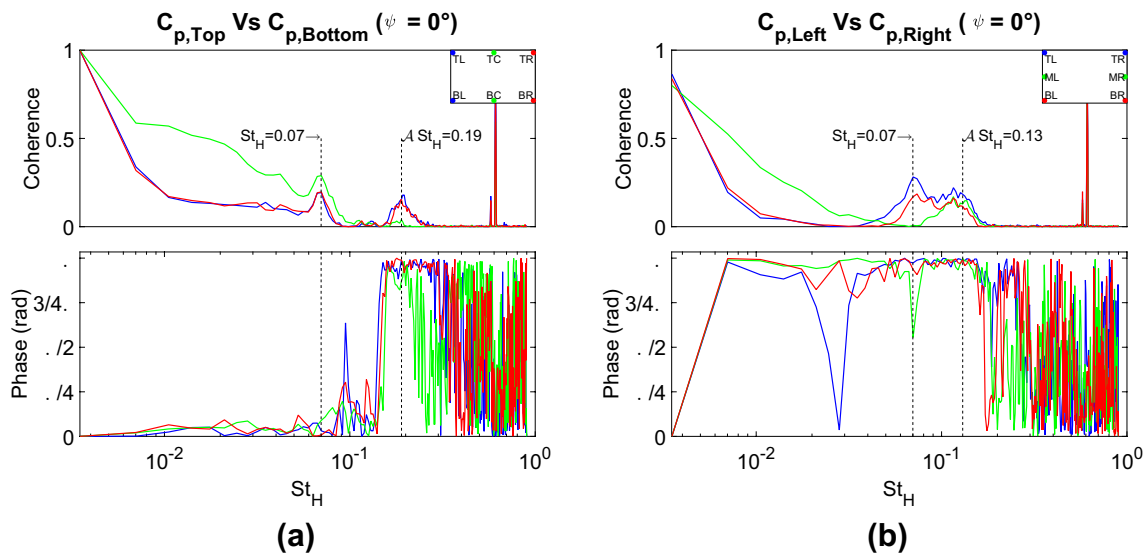 C_p,Top Vs C_p,Bottom ( ψ = 0°)
1
0.5
0
Coherence
St_H=0.07→
𝒜 St_H=0.19
TL TC TR
BL BC BR
.
3/4.
. /2
. /4
0
Phase (rad)
10^-2 10^-1 10^0
St_H
(a)
C_p,Left Vs C_p,Right ( ψ = 0°)
1
0.5
0
Coherence
St_H=0.07→
𝒜 St_H=0.13
TL TR
ML MR
BL BR
.
3/4.
. /2
. /4
0
Phase (rad)
10^-2 10^-1 10^0
St_H
(b)